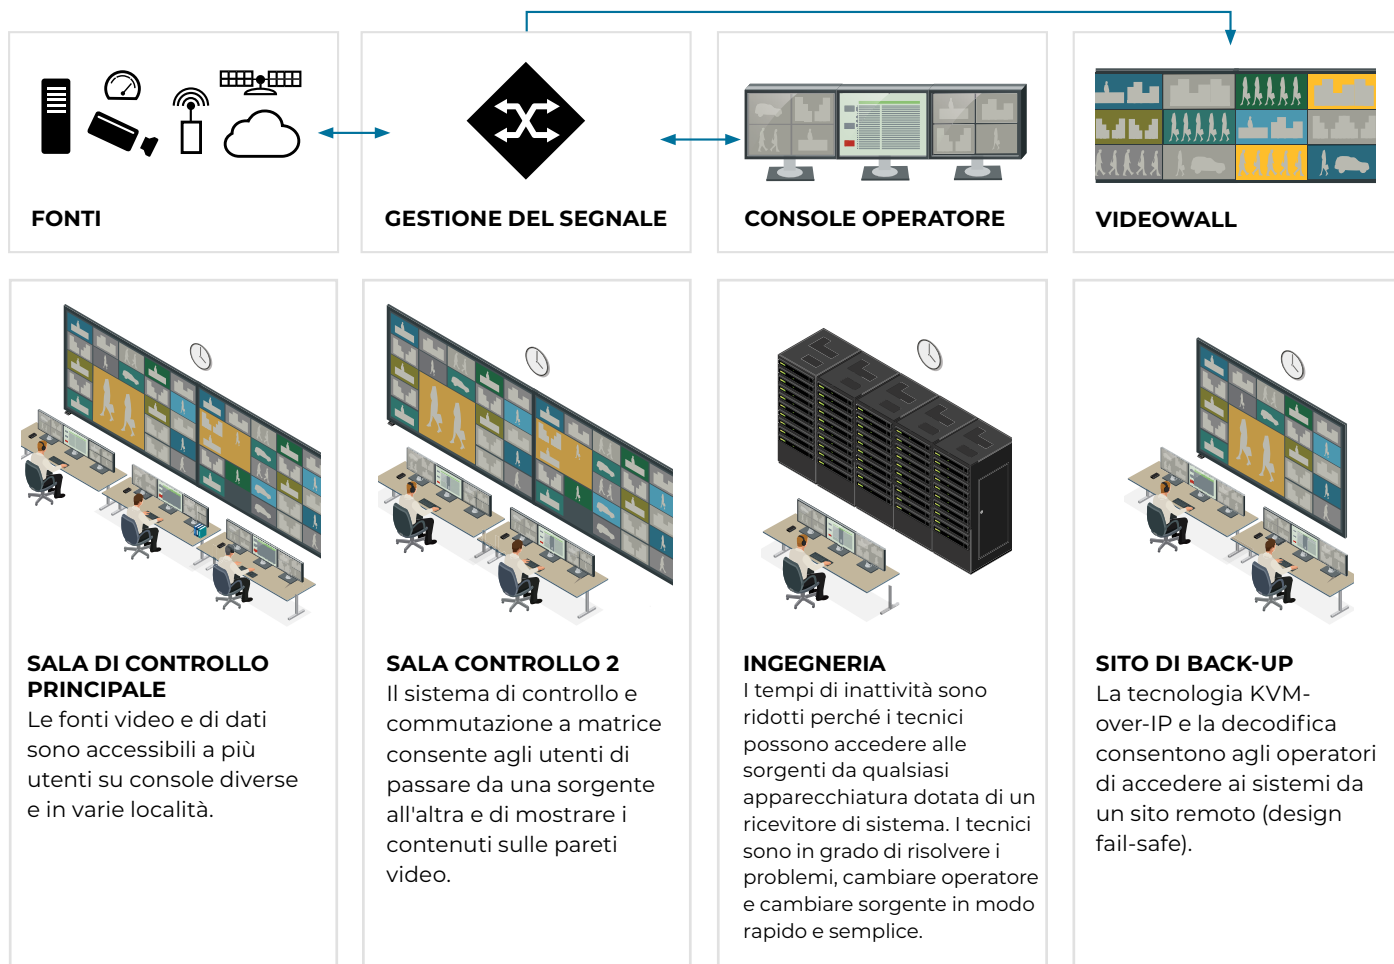 FONTI
GESTIONE DEL SEGNALE
CONSOLE OPERATORE
VIDEOWALL
SALA DI CONTROLLO
PRINCIPALE
Le fonti video e di dati
sono accessibili a più
utenti su console diverse
e in varie località.
SALA CONTROLLO 2
Il sistema di controllo e
commutazione a matrice
consente agli utenti di
passare da una sorgente
all'altra e di mostrare i
contenuti sulle pareti
video.
INGEGNERIA
I tempi di inattività sono
ridotti perché i tecnici
possono accedere alle
sorgenti da qualsiasi
apparecchiatura dotata di un
ricevitore di sistema. I tecnici
sono in grado di risolvere i
problemi, cambiare operatore
e cambiare sorgente in modo
rapido e semplice.
SITO DI BACK-UP
La tecnologia KVM-
over-IP e la decodifica
consentono agli operatori
di accedere ai sistemi da
un sito remoto (design
fail-safe).